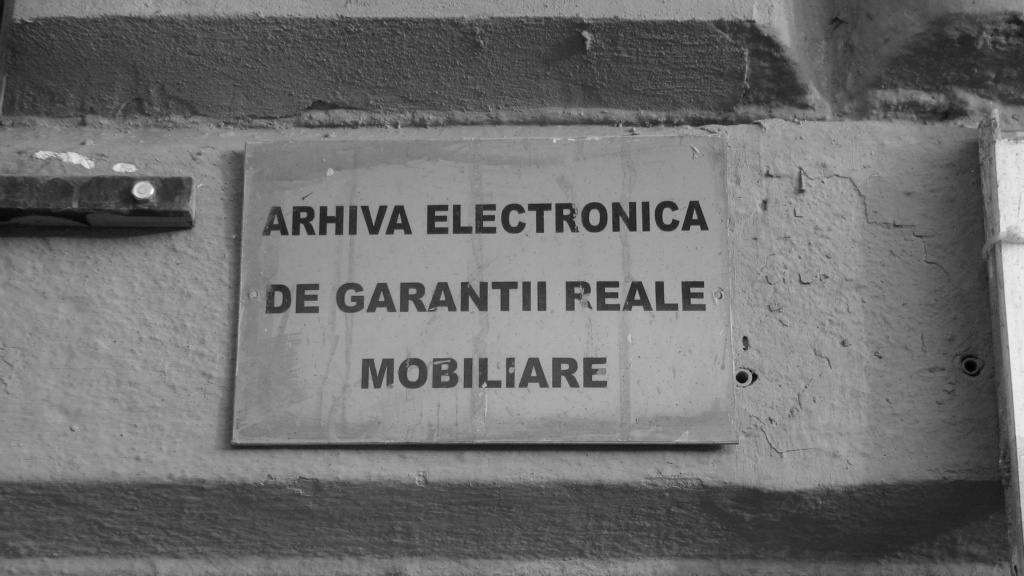 ARHIVA ELECTRONICA
DE GARANTII REALE
MOBILIARE